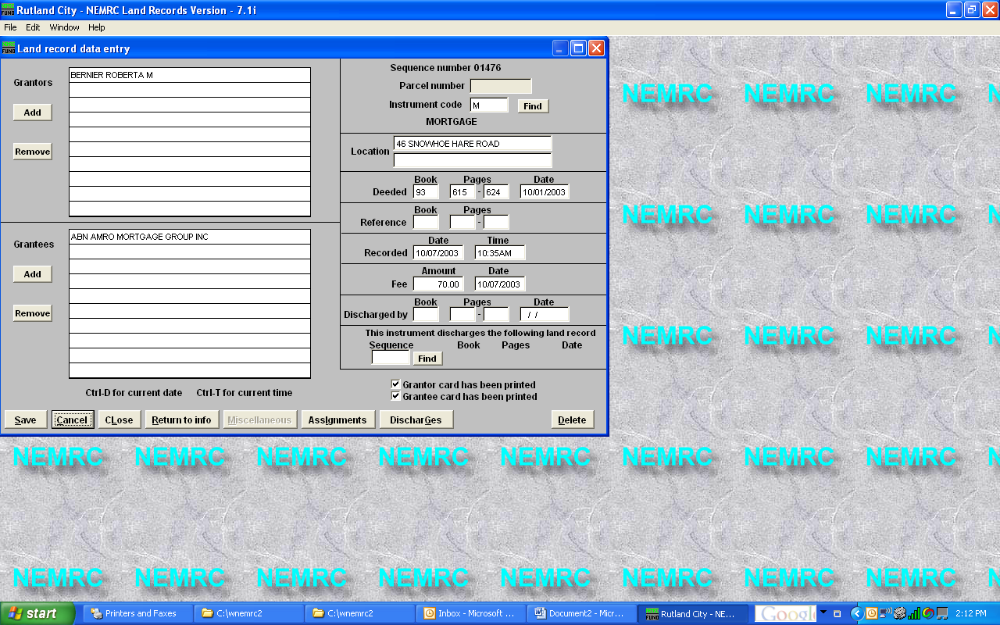 Rutland City - NEMRC Land Records Version - 7.1i
File Edit Window Help
FUND Land record data entry
Grantors
BERNIER ROBERTA M
Add
Remove
Grantees
ABN AMRO MORTGAGE GROUP INC
Add
Remove
Ctrl-D for current date Ctrl-T for current time
Sequence number 01476
Parcel number
Instrument code M Find
MORTGAGE
Location 46 SNOWHOE HARE ROAD
Book Pages Date
Deeded 93 615 - 624 10/01/2003
Book Pages
Reference -
Date Time
Recorded 10/07/2003 10:35AM
Amount Date
Fee 70.00 10/07/2003
Book Pages Date
Discharged by - / /
This instrument discharges the following land record
Sequence Book Pages Date
Find
Grantor card has been printed
Grantee card has been printed
Save Cancel CLose Return to info Miscellaneous AssIgnments DischarGes Delete
NEMRC NEMRC NEMRC
NEMRC NEMRC NEMRC
NEMRC NEMRC NEMRC
NEMRC NEMRC NEMRC NEMRC NEMRC NEMRC NEMRC NEMRC
NEMRC NEMRC NEMRC NEMRC NEMRC NEMRC NEMRC NEMRC
start Printers and Faxes C:\wnemrc2 C:\wnemrc2 Inbox - Microsoft ... Document2 - Micr... Rutland City - NE... Google 2:12 PM